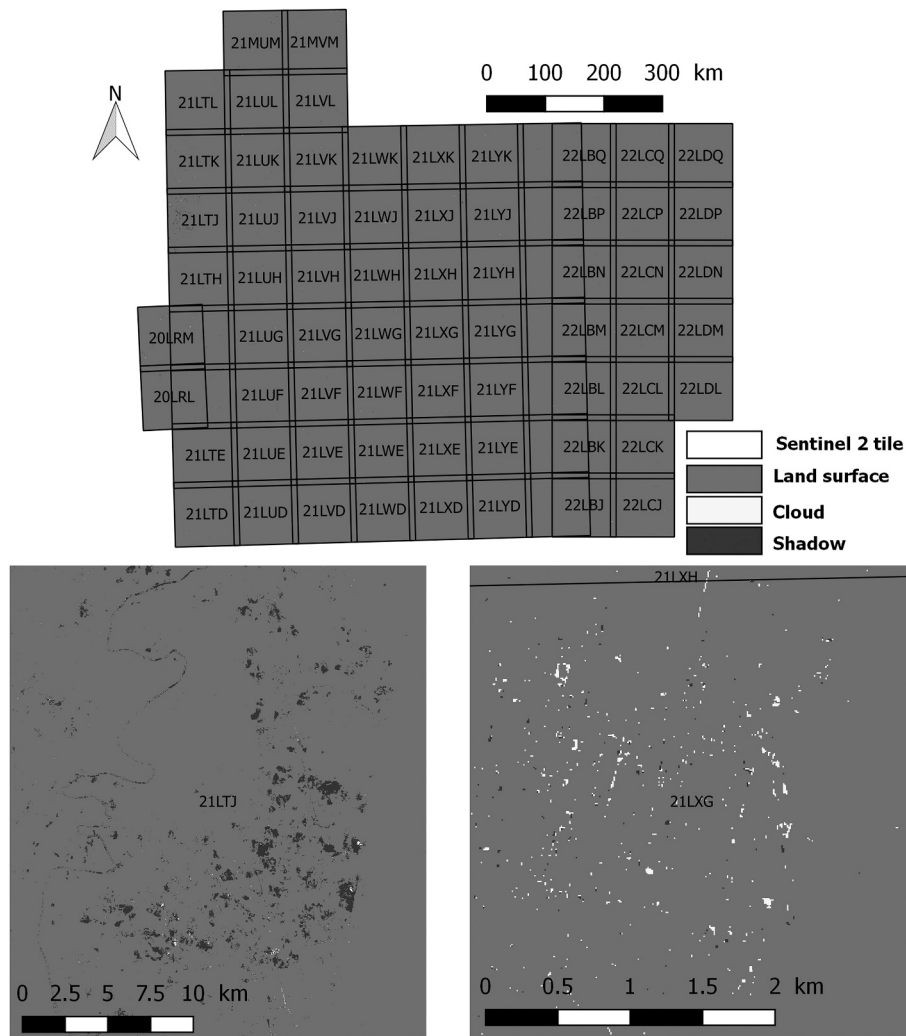 21MUM 21MVM
0 100 200 300 km
N
21LTL 21LUL 21LVL
21LTK 21LUK 21LVK 21LWK 21LXK 21LYK 22LBQ 22LCQ 22LDQ
21LTJ 21LUJ 21LVJ 21LWJ 21LXJ 21LYJ 22LBP 22LCP 22LDP
21LTH 21LUH 21LVH 21LWH 21LXH 21LYH 22LBN 22LCN 22LDN
20LRM 21LUG 21LVG 21LWG 21LXG 21LYG 22LBM 22LCM 22LDM
20LRL 21LUF 21LVF 21LWF 21LXF 21LYF 22LBL 22LCL 22LDL
21LTE 21LUE 21LVE 21LWE 21LXE 21LYE 22LBK 22LCK
21LTD 21LUD 21LVD 21LWD 21LXD 21LYD 22LBJ 22LCJ
Sentinel 2 tile
Land surface
Cloud
Shadow
21LTJ
0 2.5 5 7.5 10 km
21LXH
21LXG
0 0.5 1 1.5 2 km